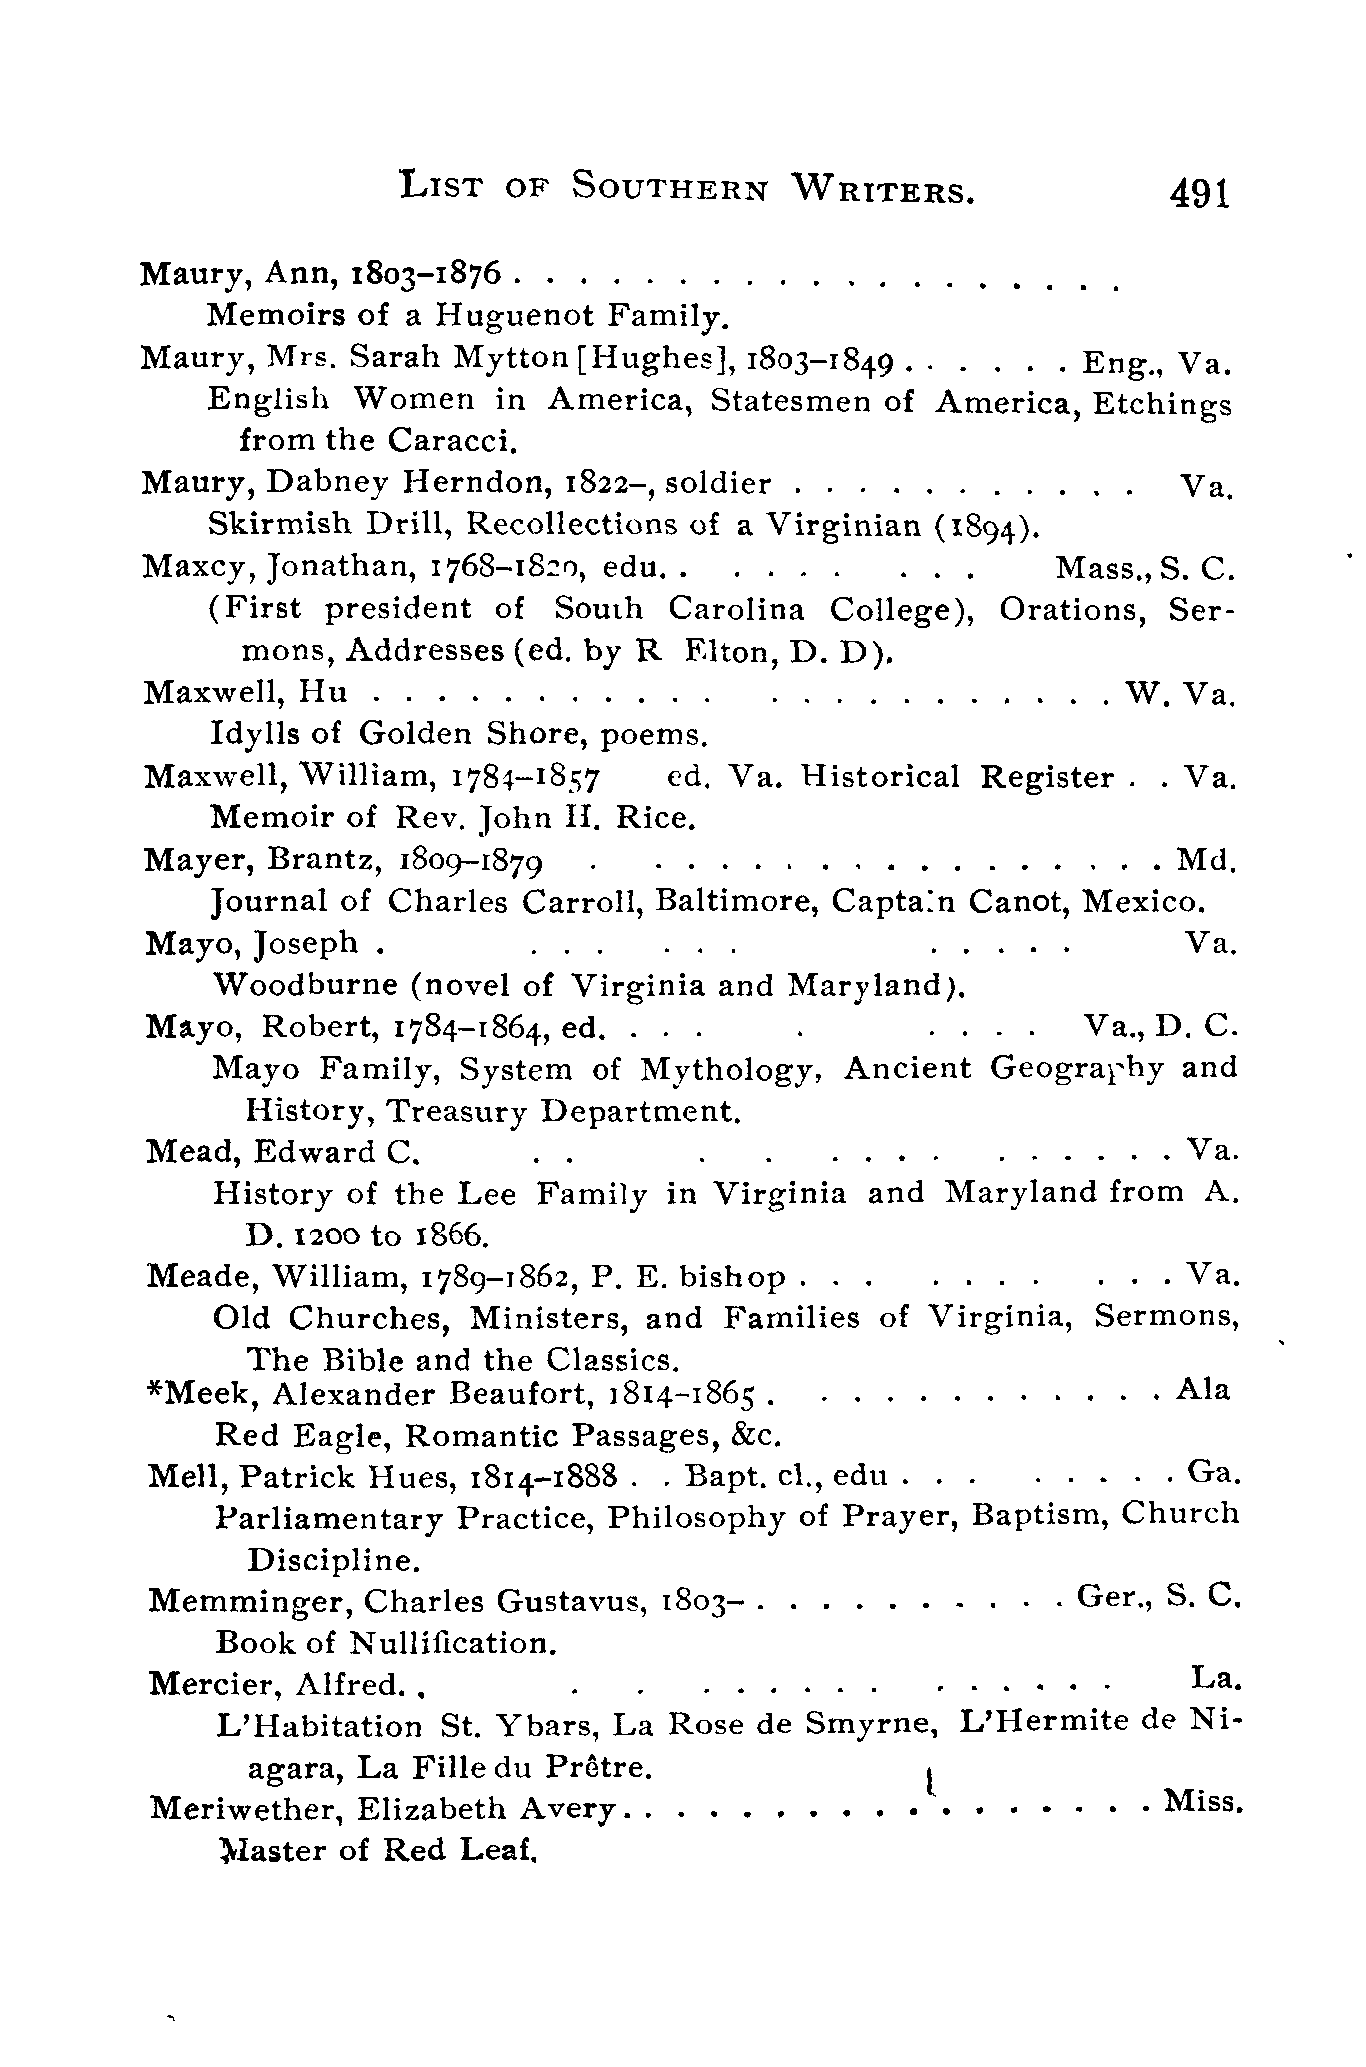 LIST OF SOUTHERN WRITERS. 491
Maury, Ann, 1803–1876 . . . . . . . . . . . . . . . . . . .
Memoirs of a Huguenot Family.
Maury, Mrs. Sarah Mytton [Hughes], 1803–1849 . . . . . . Eng., Va.
English Women in America, Statesmen of America, Etchings
from the Caracci.
Maury, Dabney Herndon, 1822–, soldier . . . . . . . . . . . Va.
Skirmish Drill, Recollections of a Virginian (1894).
Maxcy, Jonathan, 1768–1820, edu. . . . . . . . . Mass., S. C.
(First president of South Carolina College), Orations, Ser-
mons, Addresses (ed. by R Elton, D. D).
Maxwell, Hu . . . . . . . . . . . . . . . . . . . . . . W. Va.
Idylls of Golden Shore, poems.
Maxwell, William, 1784–1857 ed. Va. Historical Register . . Va.
Memoir of Rev. John H. Rice.
Mayer, Brantz, 1809–1879 . . . . . . . . . . . . . . . . . Md.
Journal of Charles Carroll, Baltimore, Captain Canot, Mexico.
Mayo, Joseph . . . . . . . . . . . . Va.
Woodburne (novel of Virginia and Maryland).
Mayo, Robert, 1784–1864, ed. . . . . . . . . Va., D. C.
Mayo Family, System of Mythology, Ancient Geography and
History, Treasury Department.
Mead, Edward C. . . . . . . . . . . . . . . Va.
History of the Lee Family in Virginia and Maryland from A.
D. 1200 to 1866.
Meade, William, 1789–1862, P. E. bishop . . . . . . . . . . Va.
Old Churches, Ministers, and Families of Virginia, Sermons,
The Bible and the Classics.
*Meek, Alexander Beaufort, 1814–1865 . . . . . . . . . . . . Ala
Red Eagle, Romantic Passages, &c.
Mell, Patrick Hues, 1814–1888 . . Bapt. cl., edu . . . . . . . . Ga.
Parliamentary Practice, Philosophy of Prayer, Baptism, Church
Discipline.
Memminger, Charles Gustavus, 1803– . . . . . . . . . . Ger., S. C.
Book of Nullification.
Mercier, Alfred. . . . . . . . . . . . . . . . La.
L'Habitation St. Ybars, La Rose de Smyrne, L'Hermite de Ni-
agara, La Fille du Prêtre.
Meriwether, Elizabeth Avery. . . . . . . . . . . . . . . . . Miss.
Master of Red Leaf.